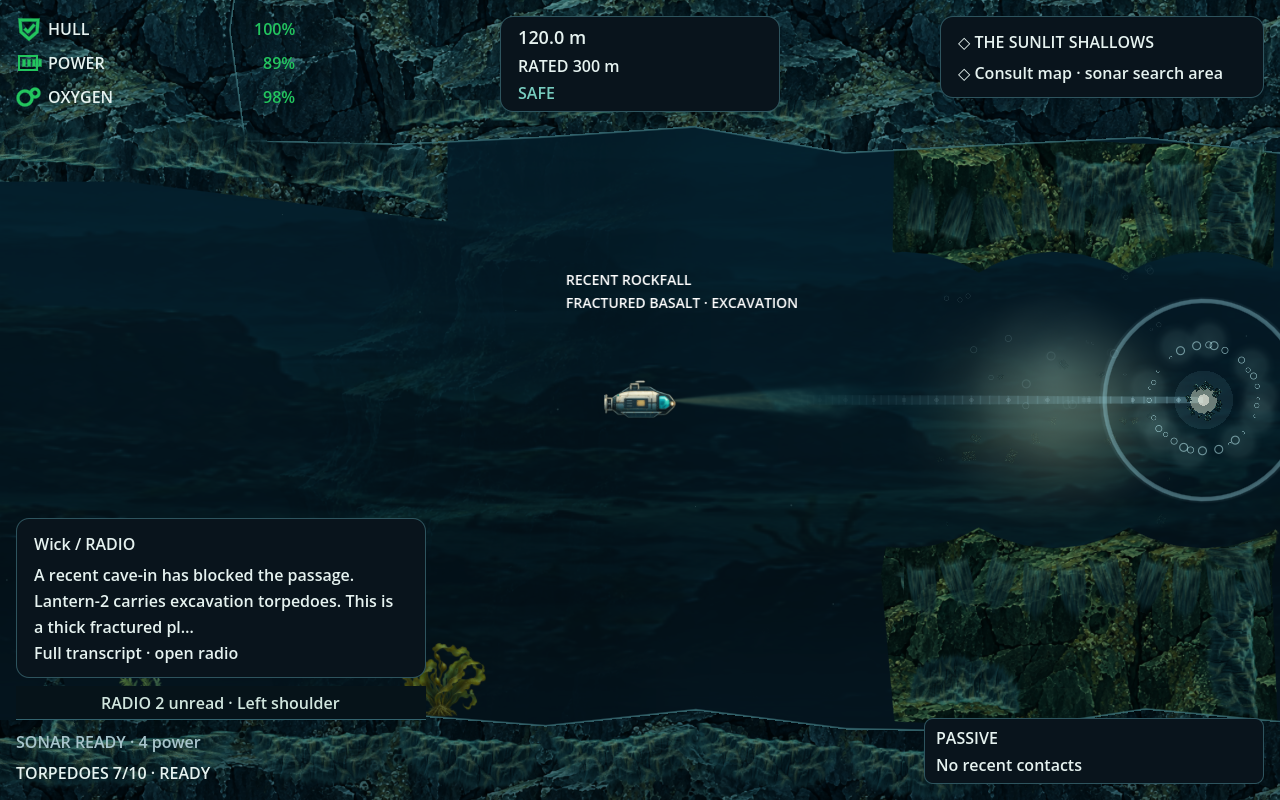 HULL 100%
POWER 89%
OXYGEN 98%
120.0 m
RATED 300 m
SAFE
◇ THE SUNLIT SHALLOWS
◇ Consult map · sonar search area
RECENT ROCKFALL
FRACTURED BASALT · EXCAVATION
Wick / RADIO
A recent cave-in has blocked the passage.
Lantern-2 carries excavation torpedoes. This is
a thick fractured pl...
Full transcript · open radio
RADIO 2 unread · Left shoulder
SONAR READY · 4 power
TORPEDOES 7/10 · READY
PASSIVE
No recent contacts